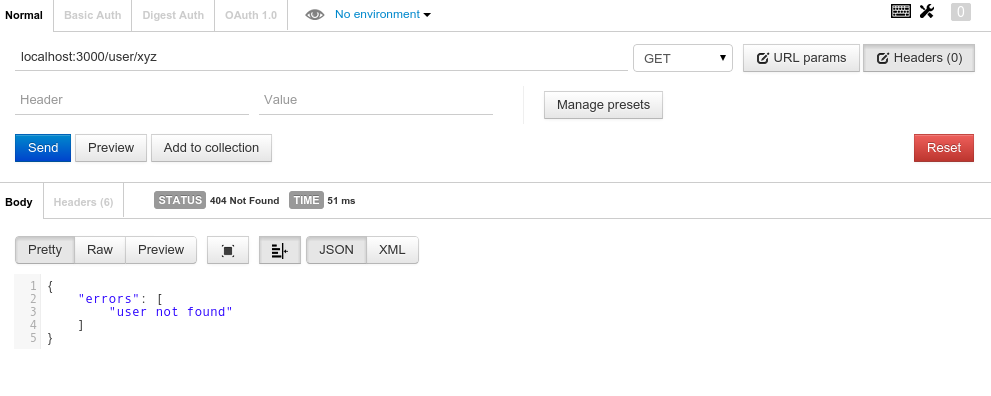 Normal Basic Auth Digest Auth OAuth 1.0 No environment 0
localhost:3000/user/xyz GET URL params Headers (0)
Header Value Manage presets
Send Preview Add to collection Reset
Body Headers (6) STATUS 404 Not Found TIME 51 ms
Pretty Raw Preview JSON XML
1 {
2 "errors": [
3 "user not found"
4 ]
5 }